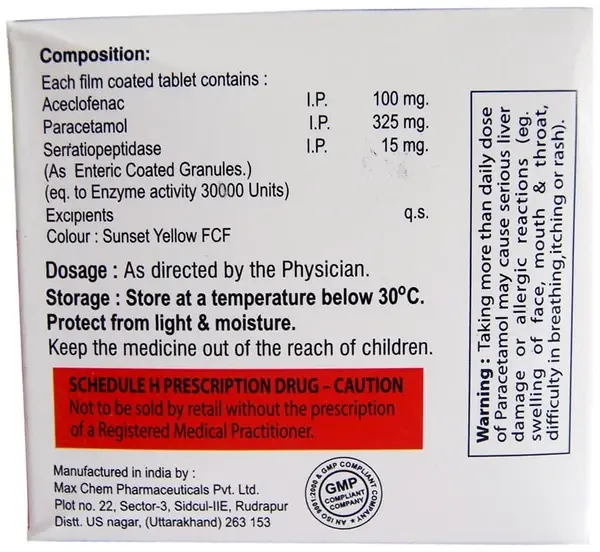 Composition:
Each film coated tablet contains :
Aceclofenac I.P. 100 mg.
Paracetamol I.P. 325 mg.
Serratiopeptidase I.P. 15 mg.
(As Enteric Coated Granules.)
(eq. to Enzyme activity 30000 Units)
Excipients q.s.
Colour : Sunset Yellow FCF
Dosage : As directed by the Physician.
Storage : Store at a temperature below 30ºC.
Protect from light & moisture.
Keep the medicine out of the reach of children.
SCHEDULE H PRESCRIPTION DRUG – CAUTION
Not to be sold by retail without the prescription
of a Registered Medical Practitioner.
Manufactured in india by :
Max Chem Pharmaceuticals Pvt. Ltd.
Plot no. 22, Sector-3, Sidcul-IIE, Rudrapur
Distt. US nagar, (Uttarakhand) 263 153
AN ISO 9001:2000 & GMP COMPLIANT COMPANY
GMP
COMPLIANT
COMPANY
Warning : Taking more than daily dose
of Paracetamol may cause serious liver
damage or allergic reactions (eg.
swelling of face, mouth & throat,
difficulty in breathing,itching or rash).